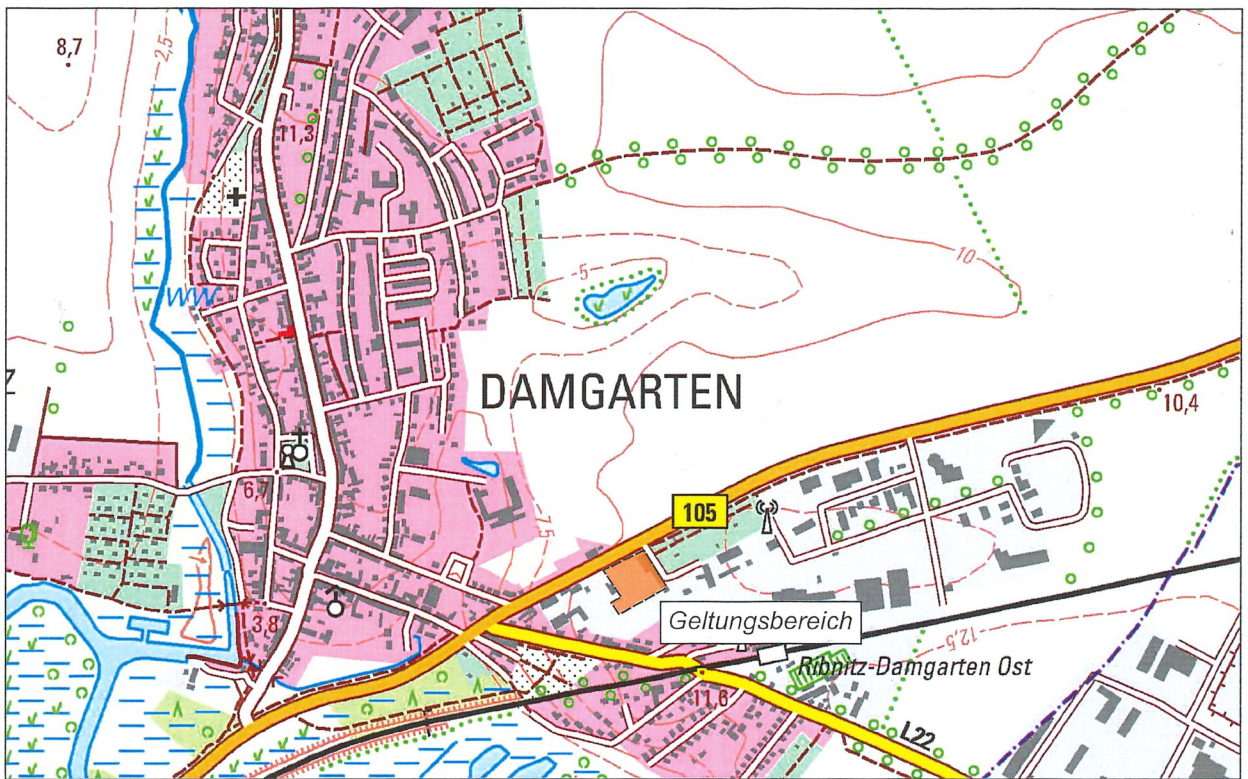 8,7
2,5
11,3
WW
5
10
Z
DAMGARTEN
10,4
6,7
105
7,5
3,8
Geltungsbereich
12,5
Ribnitz-Damgarten Ost
11,6
L22